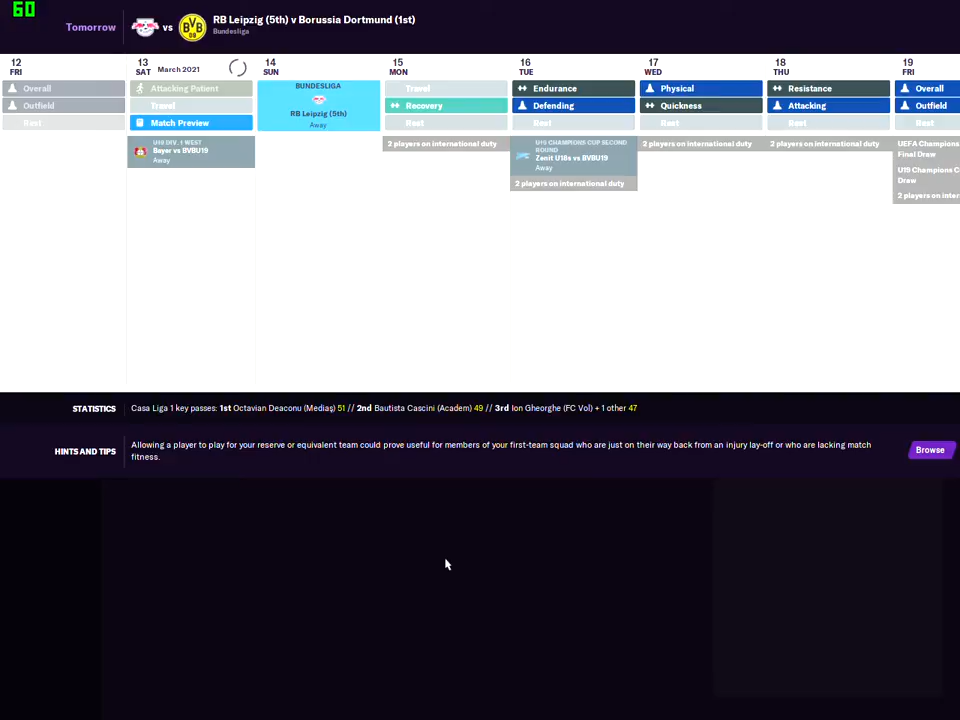 60
Tomorrow
vs
RB Leipzig (5th) v Borussia Dortmund (1st)
Bundesliga
12
FRI
13
SAT March 2021
14
SUN
15
MON
16
TUE
17
WED
18
THU
19
FRI
Overall
Attacking Patient
BUNDESLIGA
Travel
Endurance
Physical
Resistance
Overall
Outfield
Travel
RB Leipzig (5th)
Recovery
Defending
Quickness
Attacking
Outfield
Rest
Match Preview
Away
Rest
Rest
Rest
Rest
Rest
U19 DIV. 1 WEST
Bayer vs BVBU19
Away
2 players on international duty
U19 CHAMPIONS CUP SECOND
ROUND
Zenit U18s vs BVBU19
Away
2 players on international duty
2 players on international duty
2 players on international duty
UEFA Champions
Final Draw
U19 Champions C
Draw
2 players on inter
STATISTICS
Casa Liga 1 key passes: 1st Octavian Deaconu (Mediaș) 51 // 2nd Bautista Cascini (Academ) 49 // 3rd Ion Gheorghe (FC Vol) + 1 other 47
HINTS AND TIPS
Allowing a player to play for your reserve or equivalent team could prove useful for members of your first-team squad who are just on their way back from an injury lay-off or who are lacking match
fitness.
Browse